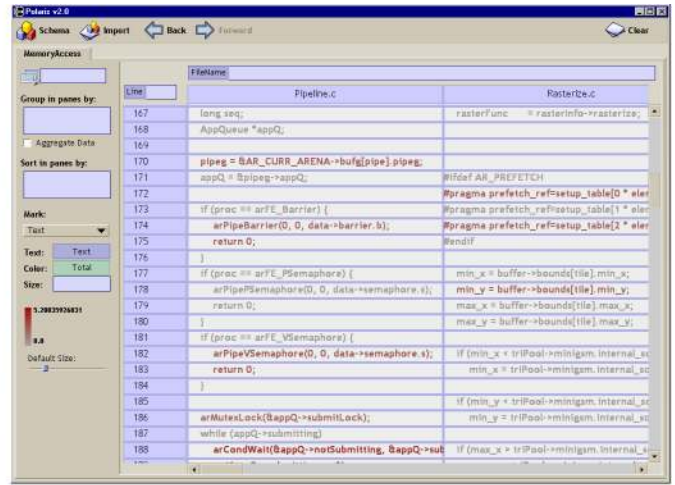 Polaris v2.0
Schema Import Back Forward Clear
MemoryAccess
FileName
Line Pipeline.c Rasterize.c
Group in panes by:
Aggregate Data
Sort in panes by:
Mark:
Text
Text: Text
Color: Total
Size:
5.20835926831
0.0
Default Size:
167 long seq; rasterFunc = rasterInfo->rasterize;
168 AppQueue *appQ;
169
170 pipeg = &AR_CURR_ARENA->bufg[pipe].pipeg;
171 appQ = &pipeg->appQ; #ifdef AR_PREFETCH
172 #pragma prefetch_ref=setup_table[0 * elem
173 if (proc == arFE_Barrier) { #pragma prefetch_ref=setup_table[1 * elem
174 arPipeBarrier(0, 0, data->barrier.b); #pragma prefetch_ref=setup_table[2 * elem
175 return 0; #endif
176 }
177 if (proc == arFE_PSemaphore) { min_x = buffer->bounds[tile].min_x;
178 arPipePSemaphore(0, 0, data->semaphore.s); min_y = buffer->bounds[tile].min_y;
179 return 0; max_x = buffer->bounds[tile].max_x;
180 } max_y = buffer->bounds[tile].max_y;
181 if (proc == arFE_VSemaphore) {
182 arPipeVSemaphore(0, 0, data->semaphore.s); if (min_x < triPool->minigsm.internal_sc
183 return 0; min_x = triPool->minigsm.internal_sc
184 }
185 if (min_y < triPool->minigsm.internal_sc
186 arMutexLock(&appQ->submitLock); min_y = triPool->minigsm.internal_sc
187 while (appQ->submitting)
188 arCondWait(&appQ->notSubmitting, &appQ->sub if (max_x > triPool->minigsm.internal_s